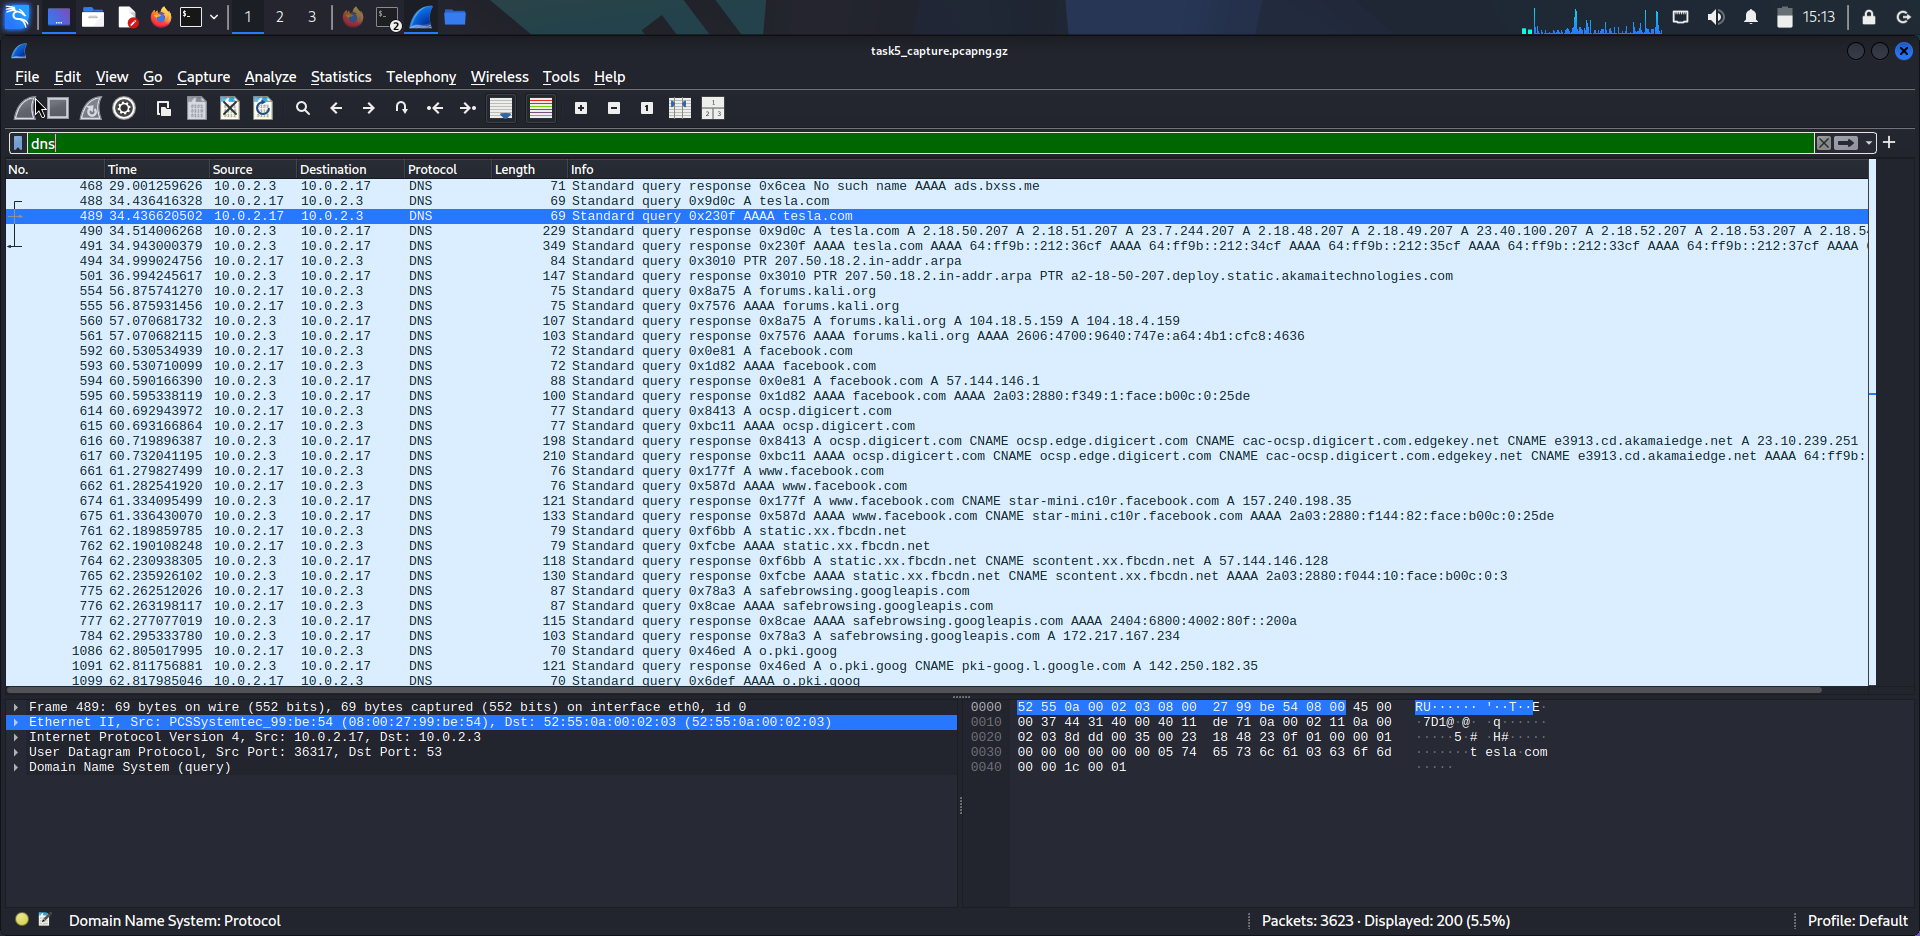 1 2 3
2
15:13
task5_capture.pcapng.gz
File Edit View Go Capture Analyze Statistics Telephony Wireless Tools Help
dns
No. Time Source Destination Protocol Length Info
468 29.001259626 10.0.2.3 10.0.2.17 DNS 71 Standard query response 0x6cea No such name AAAA ads.bxss.me
488 34.436416328 10.0.2.17 10.0.2.3 DNS 69 Standard query 0x9d0c A tesla.com
489 34.436620502 10.0.2.17 10.0.2.3 DNS 69 Standard query 0x230f AAAA tesla.com
490 34.514006268 10.0.2.3 10.0.2.17 DNS 229 Standard query response 0x9d0c A tesla.com A 2.18.50.207 A 2.18.51.207 A 23.7.244.207 A 2.18.48.207 A 2.18.49.207 A 23.40.100.207 A 2.18.52.207 A 2.18.53.207 A 2.18.5
491 34.943000379 10.0.2.3 10.0.2.17 DNS 349 Standard query response 0x230f AAAA tesla.com AAAA 64:ff9b::212:36cf AAAA 64:ff9b::212:34cf AAAA 64:ff9b::212:35cf AAAA 64:ff9b::212:33cf AAAA 64:ff9b::212:37cf AAAA
494 34.999024756 10.0.2.17 10.0.2.3 DNS 84 Standard query 0x3010 PTR 207.50.18.2.in-addr.arpa
501 36.994245617 10.0.2.3 10.0.2.17 DNS 147 Standard query response 0x3010 PTR 207.50.18.2.in-addr.arpa PTR a2-18-50-207.deploy.static.akamaitechnologies.com
554 56.875741270 10.0.2.17 10.0.2.3 DNS 75 Standard query 0x8a75 A forums.kali.org
555 56.875931456 10.0.2.17 10.0.2.3 DNS 75 Standard query 0x7576 AAAA forums.kali.org
560 57.070681732 10.0.2.3 10.0.2.17 DNS 107 Standard query response 0x8a75 A forums.kali.org A 104.18.5.159 A 104.18.4.159
561 57.070682115 10.0.2.3 10.0.2.17 DNS 103 Standard query response 0x7576 AAAA forums.kali.org AAAA 2606:4700:9640:747e:a64:4b1:cfc8:4636
592 60.530534939 10.0.2.17 10.0.2.3 DNS 72 Standard query 0x0e81 A facebook.com
593 60.530710099 10.0.2.17 10.0.2.3 DNS 72 Standard query 0x1d82 AAAA facebook.com
594 60.590166390 10.0.2.3 10.0.2.17 DNS 88 Standard query response 0x0e81 A facebook.com A 57.144.146.1
595 60.595338119 10.0.2.3 10.0.2.17 DNS 100 Standard query response 0x1d82 AAAA facebook.com AAAA 2a03:2880:f349:1:face:b00c:0:25de
614 60.692943972 10.0.2.17 10.0.2.3 DNS 77 Standard query 0x8413 A ocsp.digicert.com
615 60.693166864 10.0.2.17 10.0.2.3 DNS 77 Standard query 0xbc11 AAAA ocsp.digicert.com
616 60.719896387 10.0.2.3 10.0.2.17 DNS 198 Standard query response 0x8413 A ocsp.digicert.com CNAME ocsp.edge.digicert.com CNAME cac-ocsp.digicert.com.edgekey.net CNAME e3913.cd.akamaiedge.net A 23.10.239.251
617 60.732041195 10.0.2.3 10.0.2.17 DNS 210 Standard query response 0xbc11 AAAA ocsp.digicert.com CNAME ocsp.edge.digicert.com CNAME cac-ocsp.digicert.com.edgekey.net CNAME e3913.cd.akamaiedge.net AAAA 64:ff9b:
661 61.279827499 10.0.2.17 10.0.2.3 DNS 76 Standard query 0x177f A www.facebook.com
662 61.282541920 10.0.2.17 10.0.2.3 DNS 76 Standard query 0x587d AAAA www.facebook.com
674 61.334095499 10.0.2.3 10.0.2.17 DNS 121 Standard query response 0x177f A www.facebook.com CNAME star-mini.c10r.facebook.com A 157.240.198.35
675 61.336430070 10.0.2.3 10.0.2.17 DNS 133 Standard query response 0x587d AAAA www.facebook.com CNAME star-mini.c10r.facebook.com AAAA 2a03:2880:f144:82:face:b00c:0:25de
761 62.189859785 10.0.2.17 10.0.2.3 DNS 79 Standard query 0xf6bb A static.xx.fbcdn.net
762 62.190108248 10.0.2.17 10.0.2.3 DNS 79 Standard query 0xfcbe AAAA static.xx.fbcdn.net
764 62.230938305 10.0.2.3 10.0.2.17 DNS 118 Standard query response 0xf6bb A static.xx.fbcdn.net CNAME scontent.xx.fbcdn.net A 57.144.146.128
765 62.235926102 10.0.2.3 10.0.2.17 DNS 130 Standard query response 0xfcbe AAAA static.xx.fbcdn.net CNAME scontent.xx.fbcdn.net AAAA 2a03:2880:f044:10:face:b00c:0:3
775 62.262512026 10.0.2.17 10.0.2.3 DNS 87 Standard query 0x78a3 A safebrowsing.googleapis.com
776 62.263198117 10.0.2.17 10.0.2.3 DNS 87 Standard query 0x8cae AAAA safebrowsing.googleapis.com
777 62.277077019 10.0.2.3 10.0.2.17 DNS 115 Standard query response 0x8cae AAAA safebrowsing.googleapis.com AAAA 2404:6800:4002:80f::200a
784 62.295333780 10.0.2.3 10.0.2.17 DNS 103 Standard query response 0x78a3 A safebrowsing.googleapis.com A 172.217.167.234
1086 62.805017995 10.0.2.17 10.0.2.3 DNS 70 Standard query 0x46ed A o.pki.goog
1091 62.811756881 10.0.2.3 10.0.2.17 DNS 121 Standard query response 0x46ed A o.pki.goog CNAME pki-goog.l.google.com A 142.250.182.35
1099 62.817985046 10.0.2.17 10.0.2.3 DNS 70 Standard query 0x6def AAAA o.pki.goog
Frame 489: 69 bytes on wire (552 bits), 69 bytes captured (552 bits) on interface eth0, id 0
Ethernet II, Src: PCSSystemtec_99:be:54 (08:00:27:99:be:54), Dst: 52:55:0a:00:02:03 (52:55:0a:00:02:03)
Internet Protocol Version 4, Src: 10.0.2.17, Dst: 10.0.2.3
User Datagram Protocol, Src Port: 36317, Dst Port: 53
Domain Name System (query)
0000 52 55 0a 00 02 03 08 00 27 99 be 54 08 00 45 00 RU······ '··T··E·
0010 00 37 44 31 40 00 40 11 de 71 0a 00 02 11 0a 00 ·7D1@·@· ·q······
0020 02 03 8d dd 00 35 00 23 18 48 23 0f 01 00 00 01 ·····5·# ·H#·····
0030 00 00 00 00 00 00 05 74 65 73 6c 61 03 63 6f 6d ·······t esla·com
0040 00 00 1c 00 01 ·····
Domain Name System: Protocol
Packets: 3623 · Displayed: 200 (5.5%)
Profile: Default